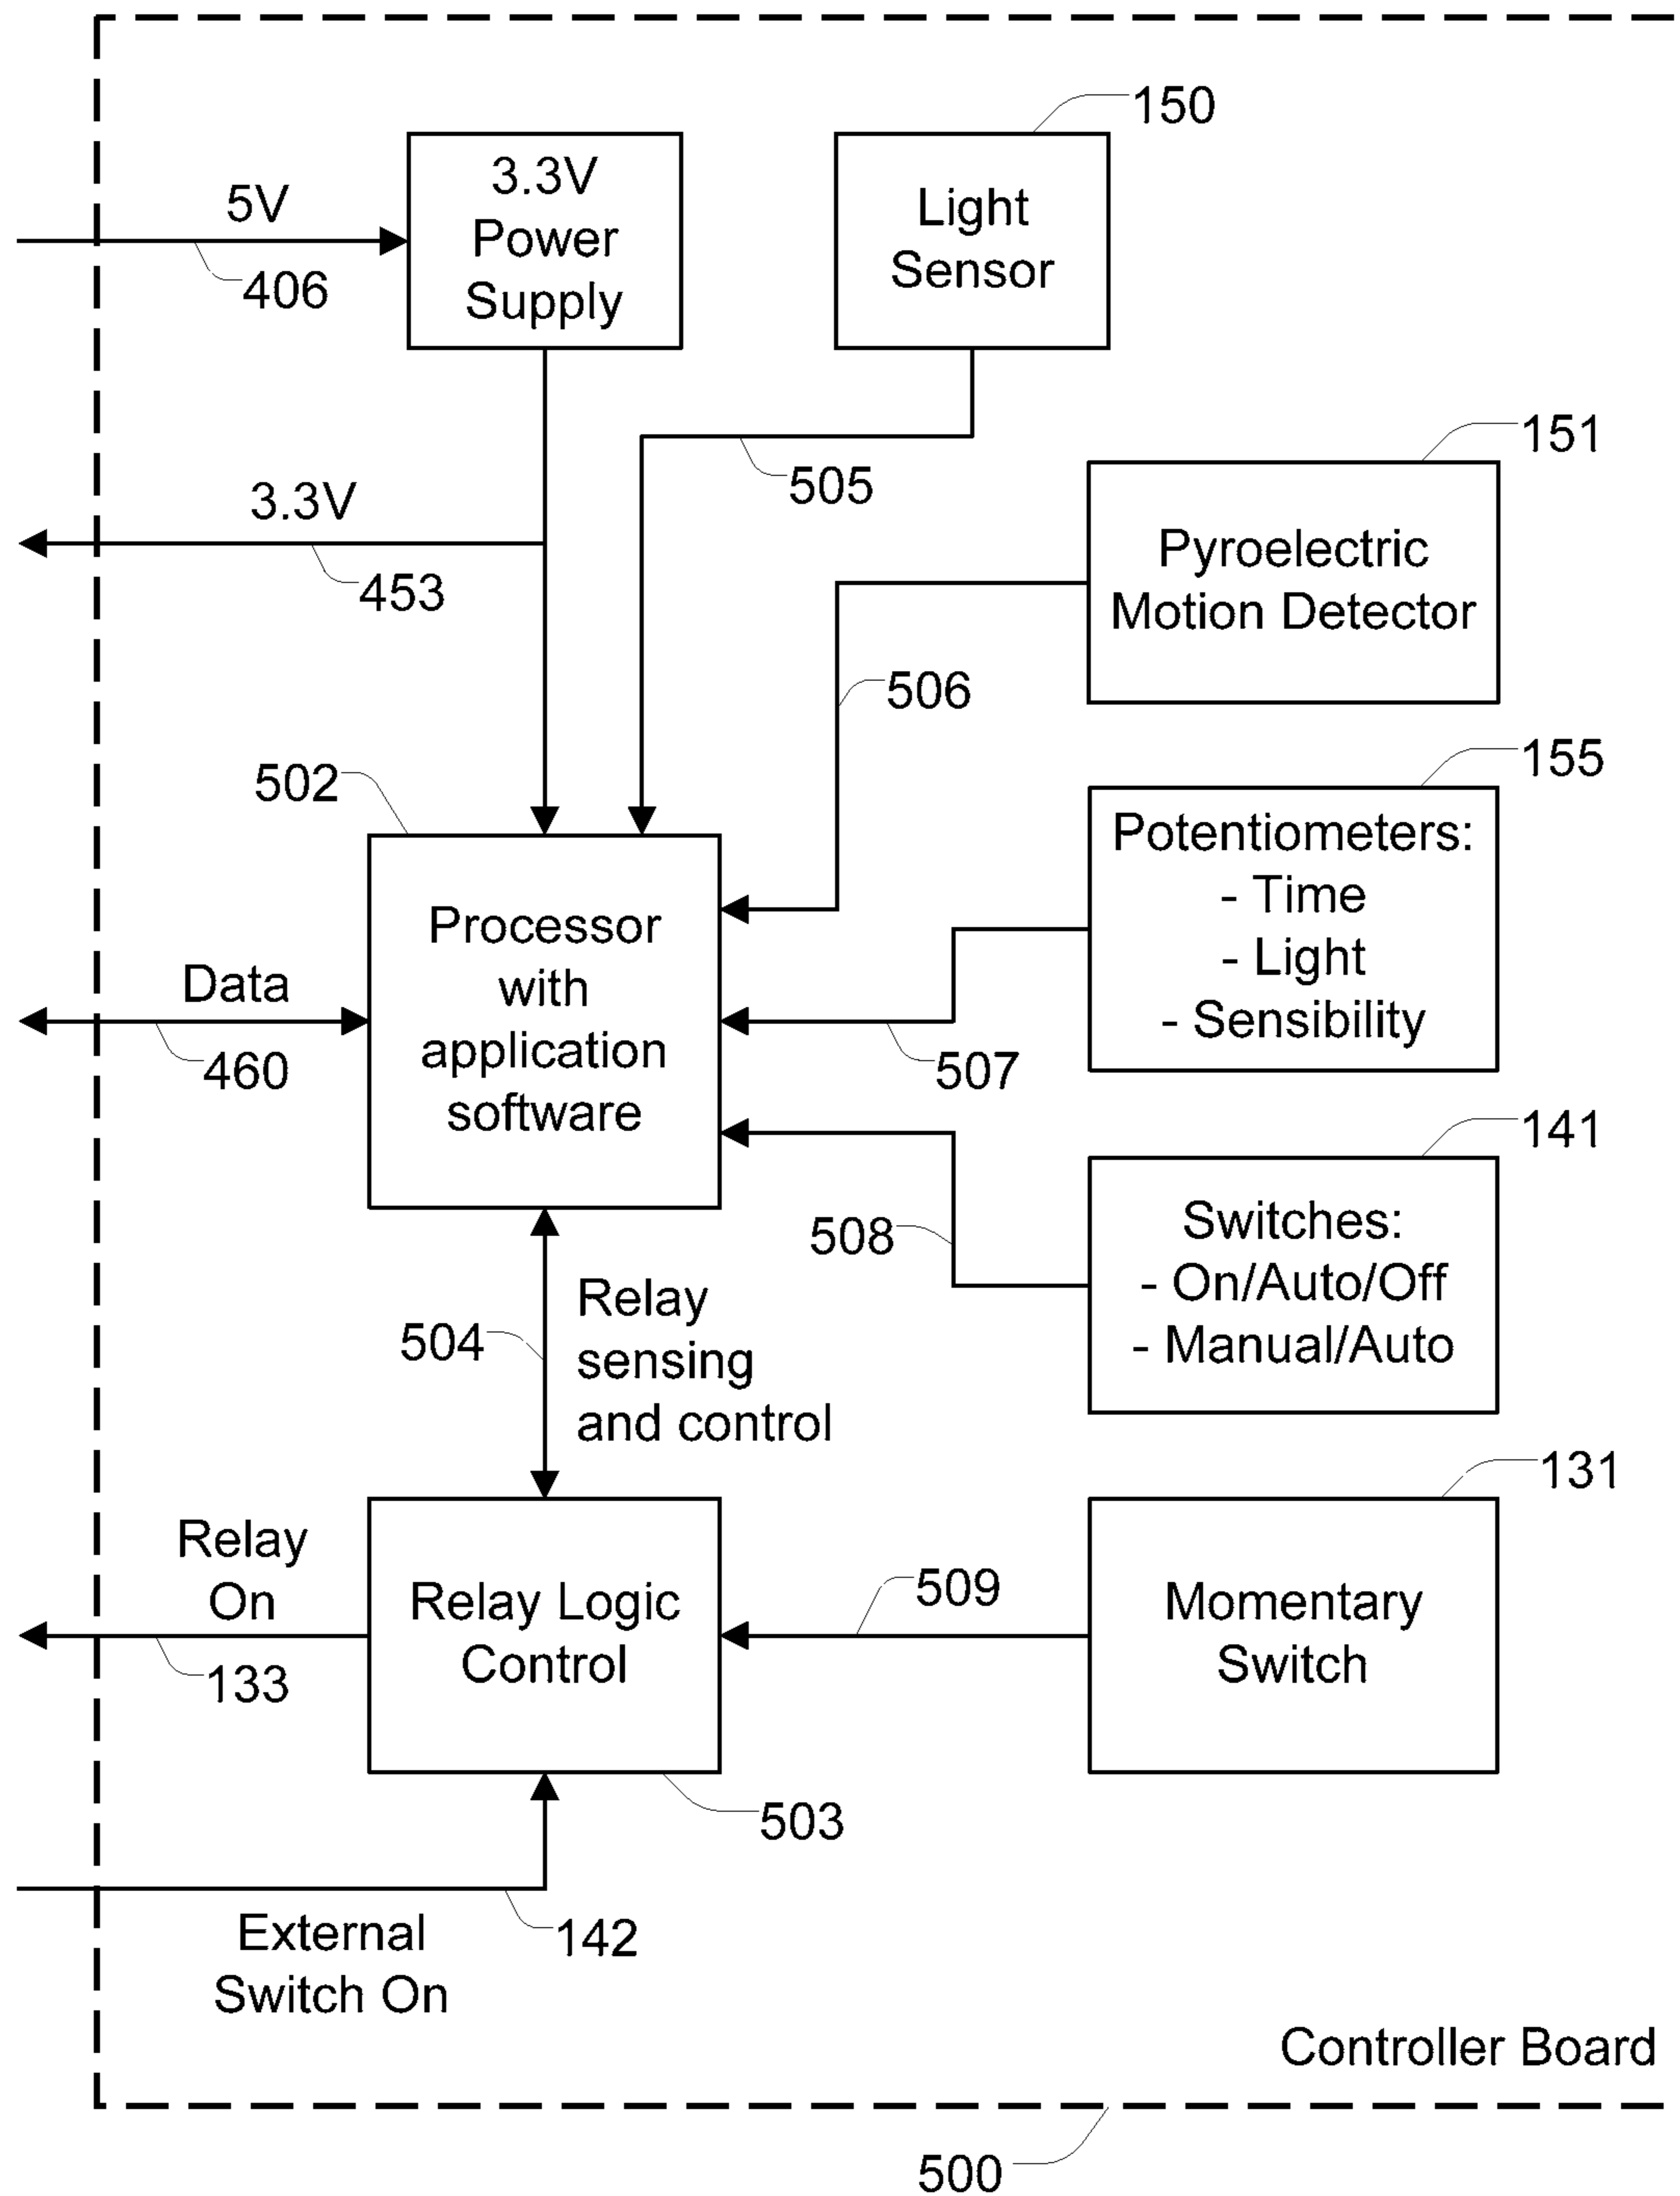 150
5V
406
3.3V
Power
Supply
Light
Sensor
505
151
3.3V
453
Pyroelectric
Motion Detector
506
502
155
Potentiometers:
- Time
- Light
- Sensibility
Processor
with
application
software
Data
460
507
141
508
Switches:
- On/Auto/Off
- Manual/Auto
504
Relay
sensing
and control
131
Relay
On
133
Relay Logic
Control
509
Momentary
Switch
503
External
Switch On
142
Controller Board
500